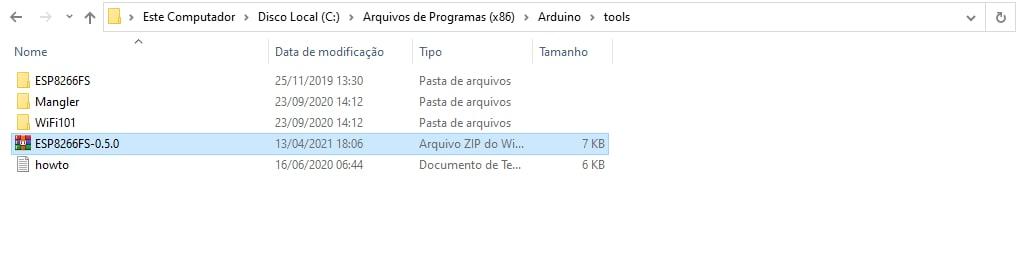 Este Computador > Disco Local (C:) > Arquivos de Programas (x86) > Arduino > tools
Nome Data de modificação Tipo Tamanho
ESP8266FS 25/11/2019 13:30 Pasta de arquivos
Mangler 23/09/2020 14:12 Pasta de arquivos
WiFi101 23/09/2020 14:12 Pasta de arquivos
ESP8266FS-0.5.0 13/04/2021 18:06 Arquivo ZIP do Wi... 7 KB
howto 16/06/2020 06:44 Documento de Te... 6 KB